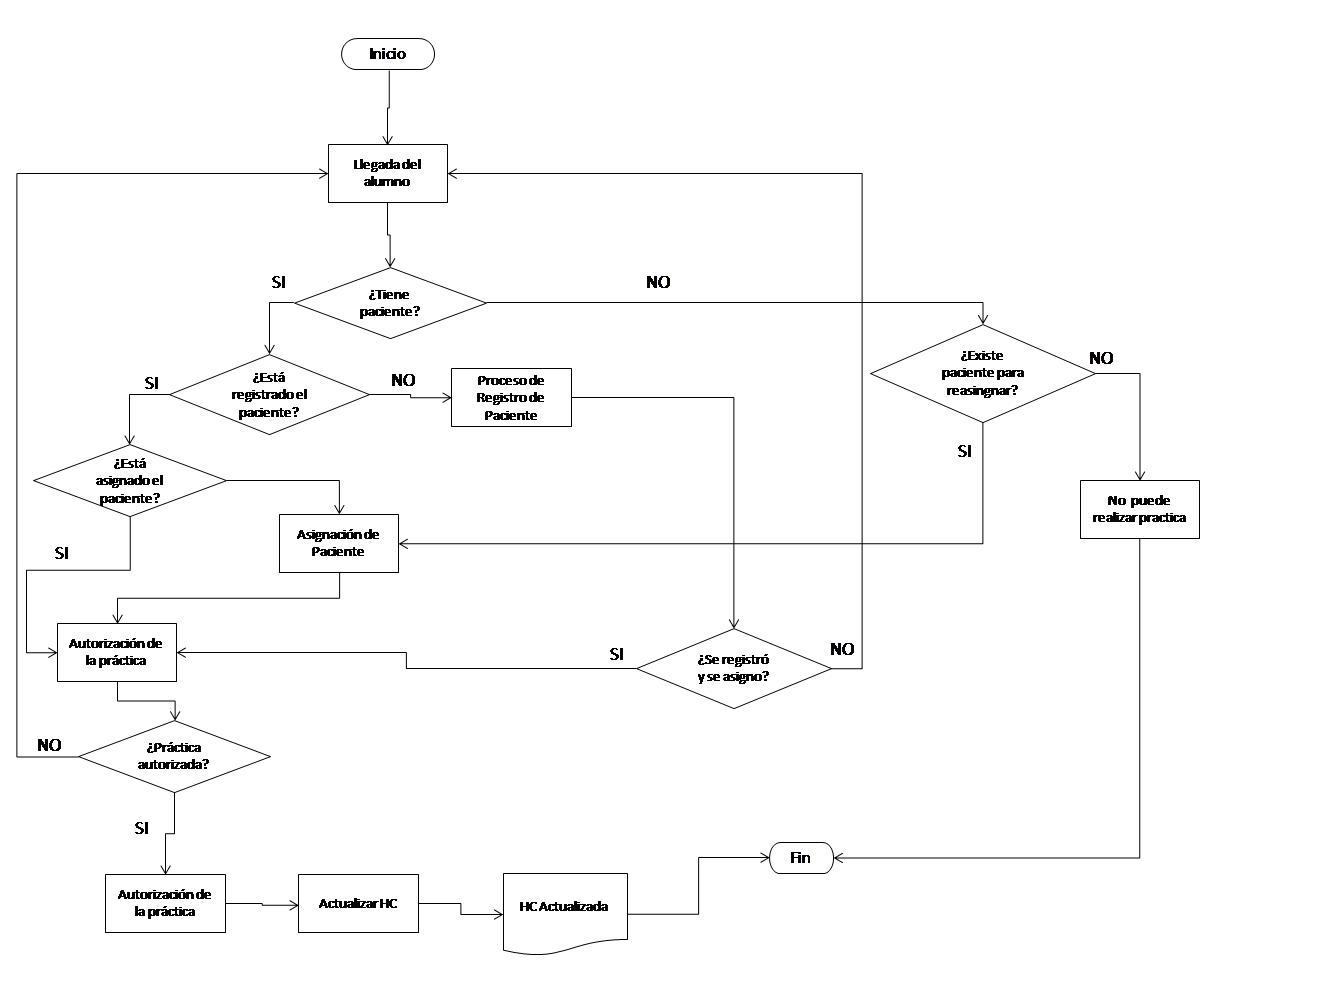 Inicio
Llegada del
alumno
SI
NO
¿Tiene
paciente?
¿Existe
paciente para
reasingnar?
NO
SI
¿Está
registrado el
paciente?
NO
Proceso de
Registro de
Paciente
SI
¿Está
asignado el
paciente?
SI
No puede
realizar practica
Asignación de
Paciente
SI
Autorización de
la práctica
SI
¿Se registró
y se asigno?
NO
NO
¿Práctica
autorizada?
SI
Fin
Autorización de
la práctica
Actualizar HC
HC Actualizada